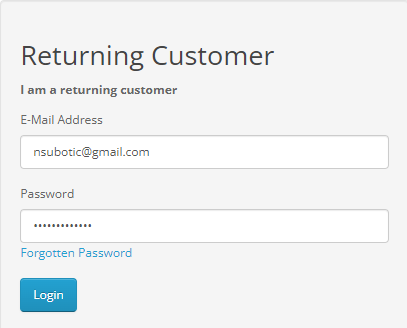 Returning Customer
I am a returning customer
E-Mail Address
nsubotic@gmail.com
Password
•••••••••••••
Forgotten Password
Login